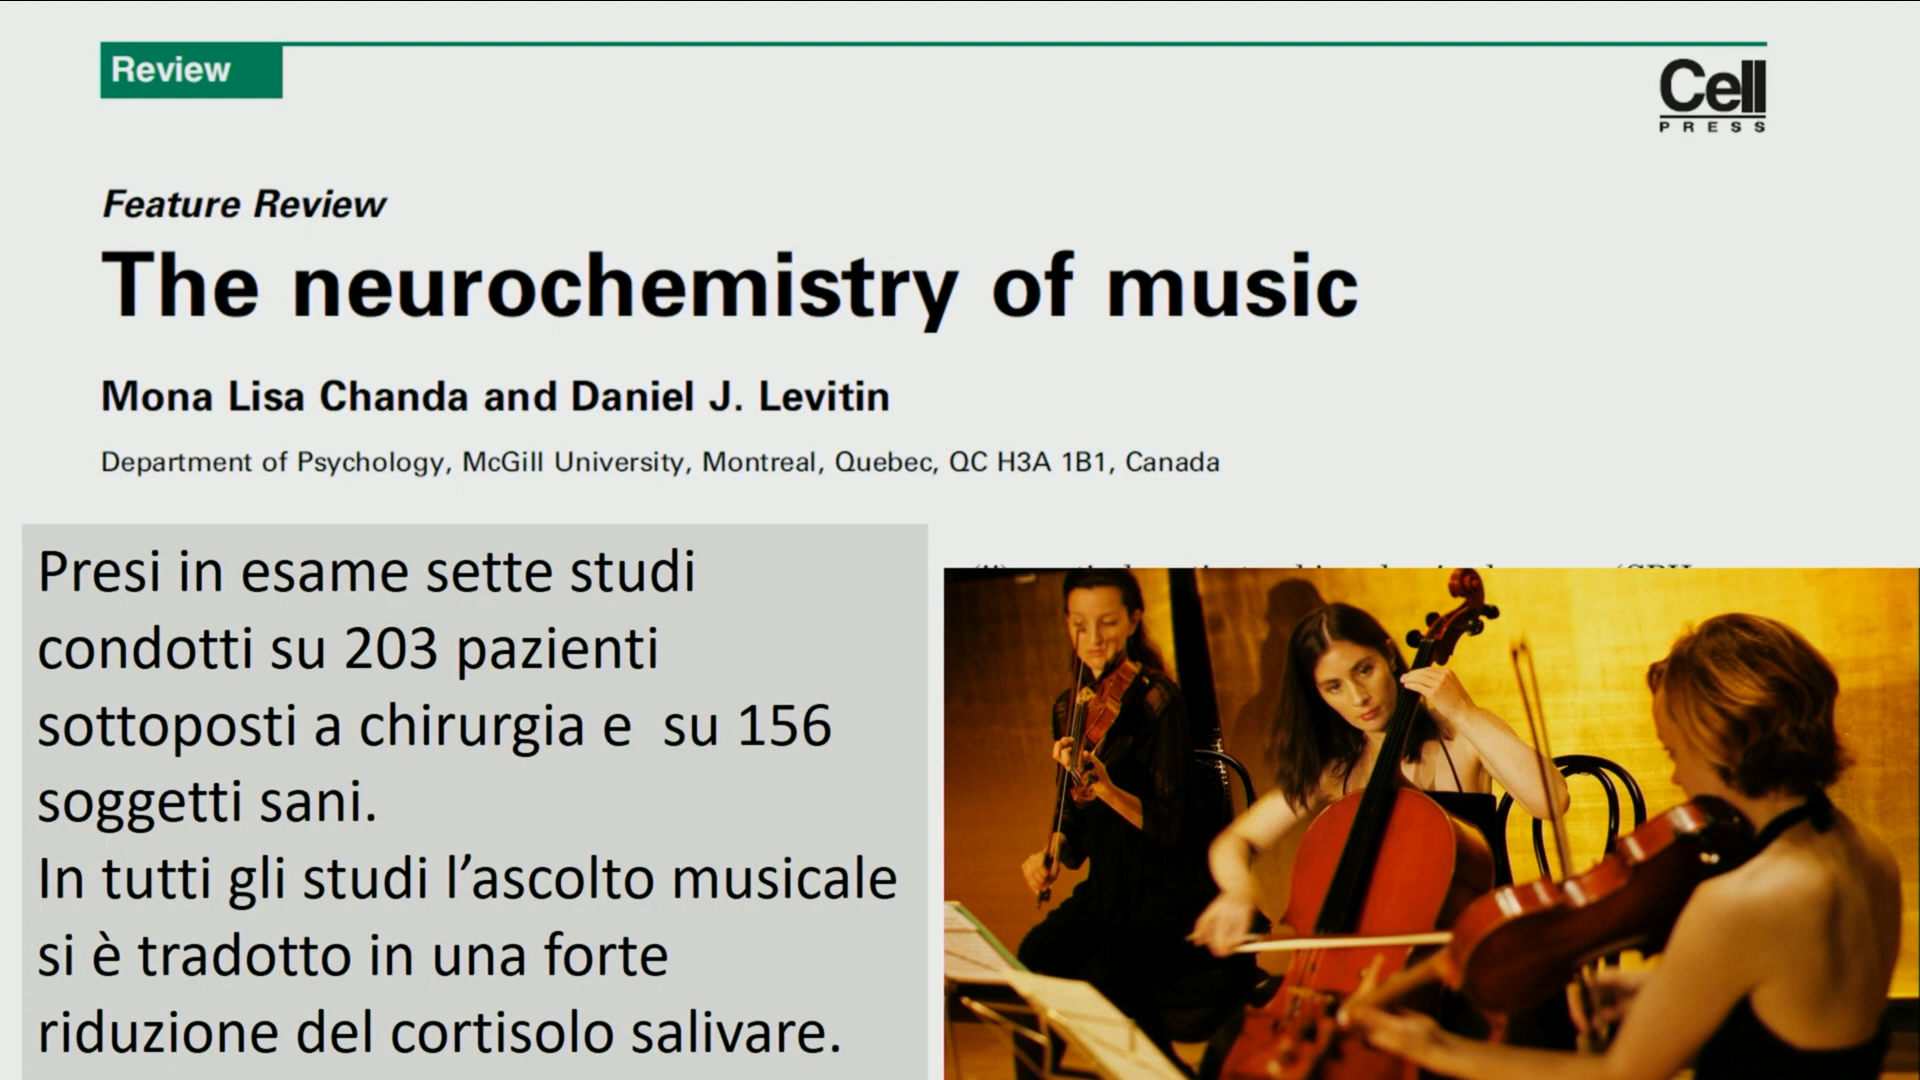 Review
Cell
PRESS
Feature Review
The neurochemistry of music
Mona Lisa Chanda and Daniel J. Levitin
Department of Psychology, McGill University, Montreal, Quebec, QC H3A 1B1, Canada
Presi in esame sette studi
condotti su 203 pazienti
sottoposti a chirurgia e  su 156
soggetti sani.
In tutti gli studi l’ascolto musicale
si è tradotto in una forte
riduzione del cortisolo salivare.